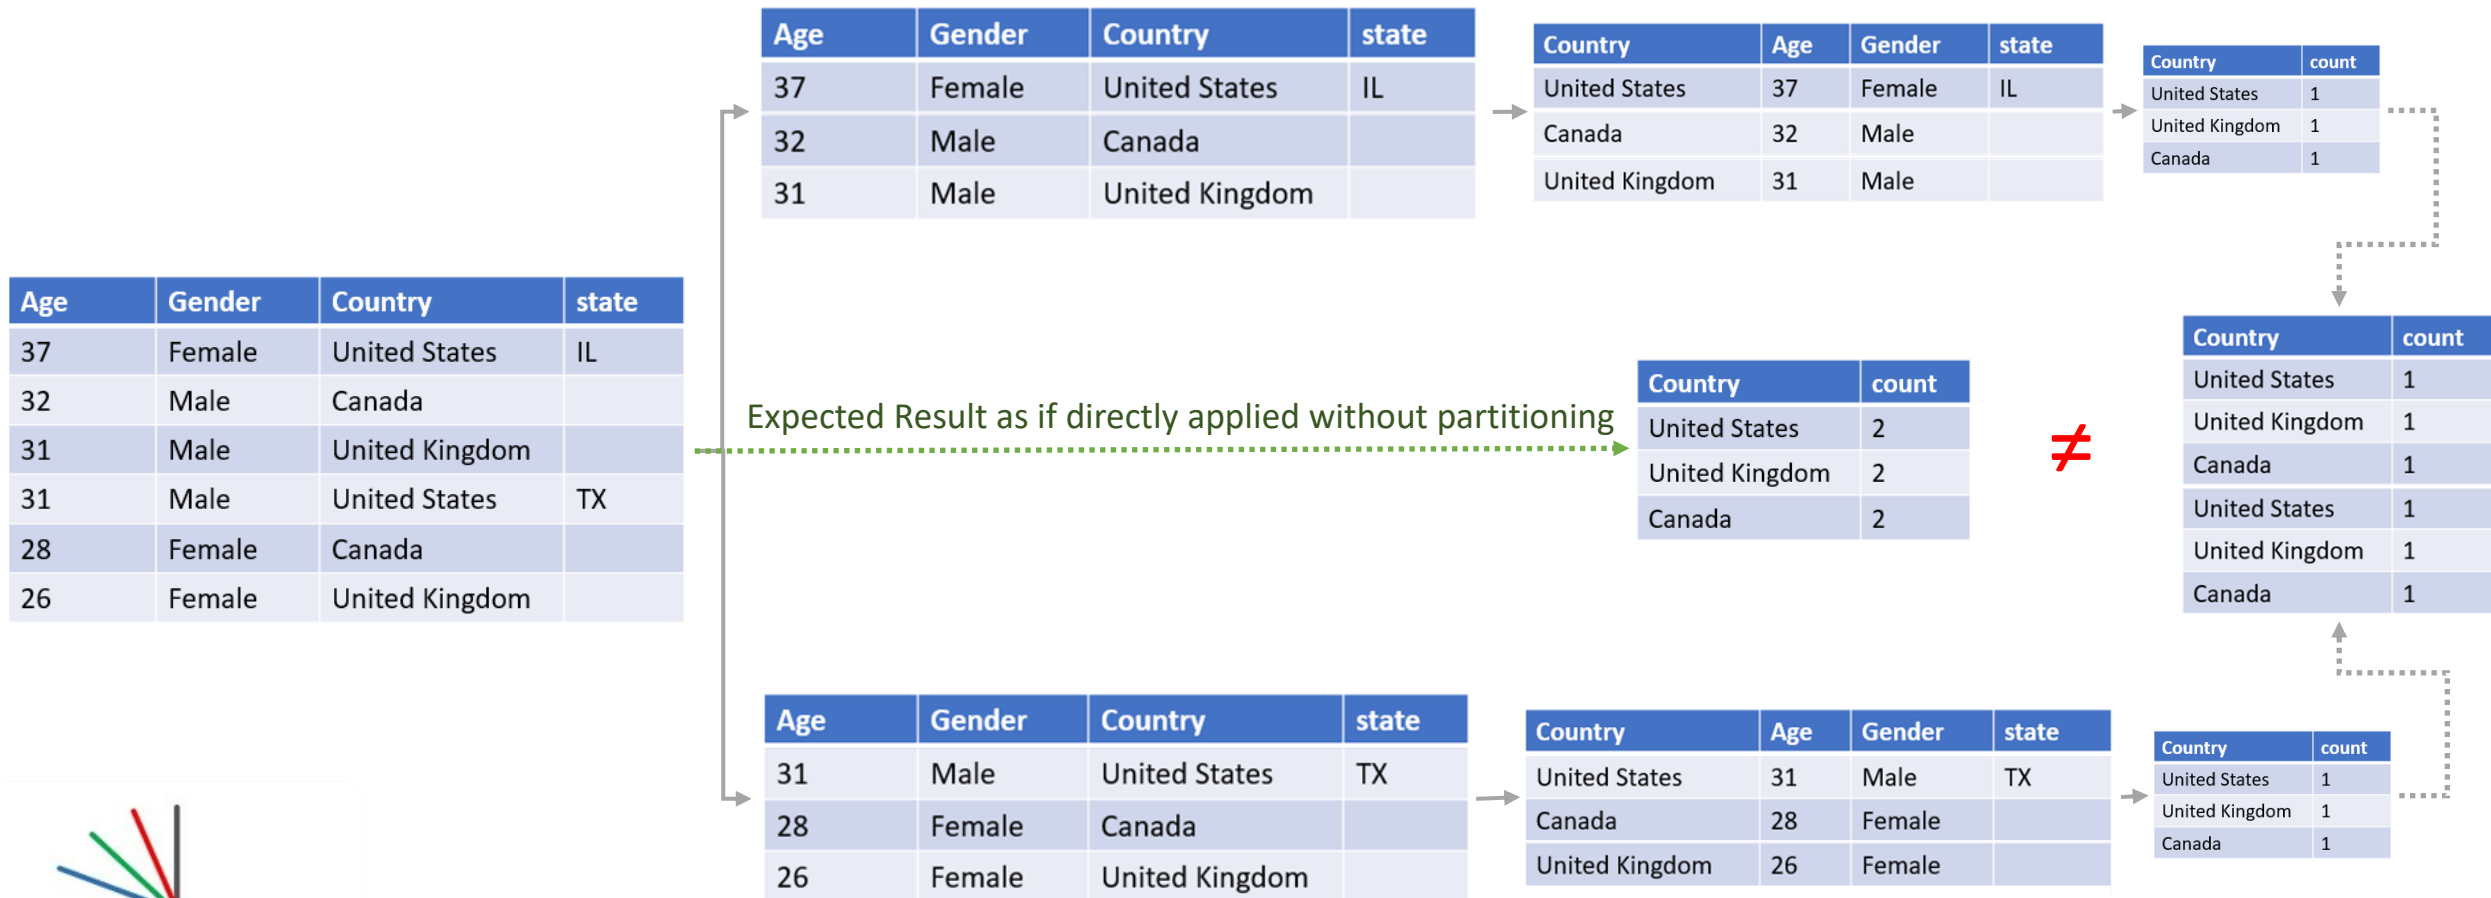 Age Gender Country state
37 Female United States IL
32 Male Canada
31 Male United Kingdom
31 Male United States TX
28 Female Canada
26 Female United Kingdom
Age Gender Country state
37 Female United States IL
32 Male Canada
31 Male United Kingdom
Country Age Gender state
United States 37 Female IL
Canada 32 Male
United Kingdom 31 Male
Country count
United States 1
United Kingdom 1
Canada 1
Expected Result as if directly applied without partitioning
Country count
United States 2
United Kingdom 2
Canada 2
≠
Country count
United States 1
United Kingdom 1
Canada 1
United States 1
United Kingdom 1
Canada 1
Age Gender Country state
31 Male United States TX
28 Female Canada
26 Female United Kingdom
Country Age Gender state
United States 31 Male TX
Canada 28 Female
United Kingdom 26 Female
Country count
United States 1
United Kingdom 1
Canada 1